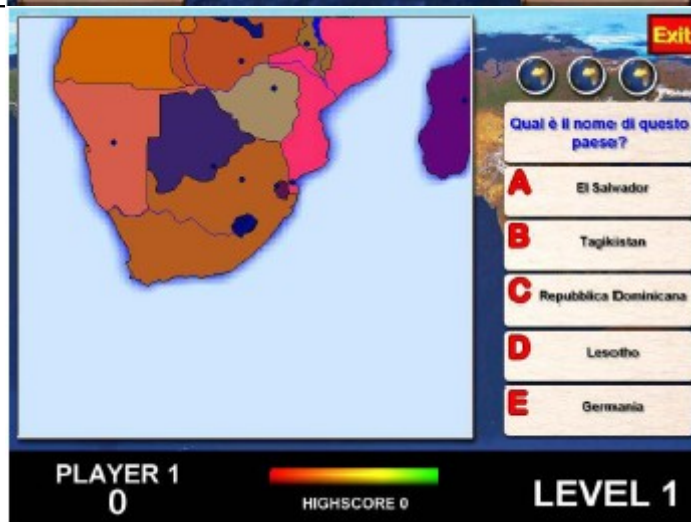 Exit
Qual è il nome di questo
paese?
A El Salvador
B Tagikistan
C Repubblica Dominicana
D Lesotho
E Germania
PLAYER 1
0
HIGHSCORE 0
LEVEL 1